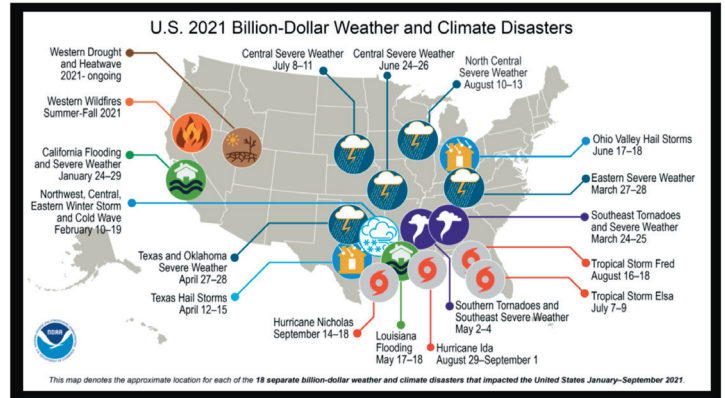 U.S. 2021 Billion-Dollar Weather and Climate Disasters
Western Drought
and Heatwave
2021- ongoing
Central Severe Weather
July 8–11
Central Severe Weather
June 24–26
North Central
Severe Weather
August 10–13
Western Wildfires
Summer-Fall 2021
Ohio Valley Hail Storms
June 17–18
California Flooding
and Severe Weather
January 24–29
Eastern Severe Weather
March 27–28
Northwest, Central,
Eastern Winter Storm
and Cold Wave
February 10–19
Southeast Tornadoes
and Severe Weather
March 24–25
Texas and Oklahoma
Severe Weather
April 27–28
Tropical Storm Fred
August 16–18
Texas Hail Storms
April 12–15
Tropical Storm Elsa
July 7–9
Hurricane Nicholas
September 14–18
Louisiana
Flooding
May 17–18
Hurricane Ida
August 29–September 1
Southern Tornadoes and
Southeast Severe Weather
May 2–4
NOAA
This map denotes the approximate location for each of the 18 separate billion-dollar weather and climate disasters that impacted the United States January–September 2021.